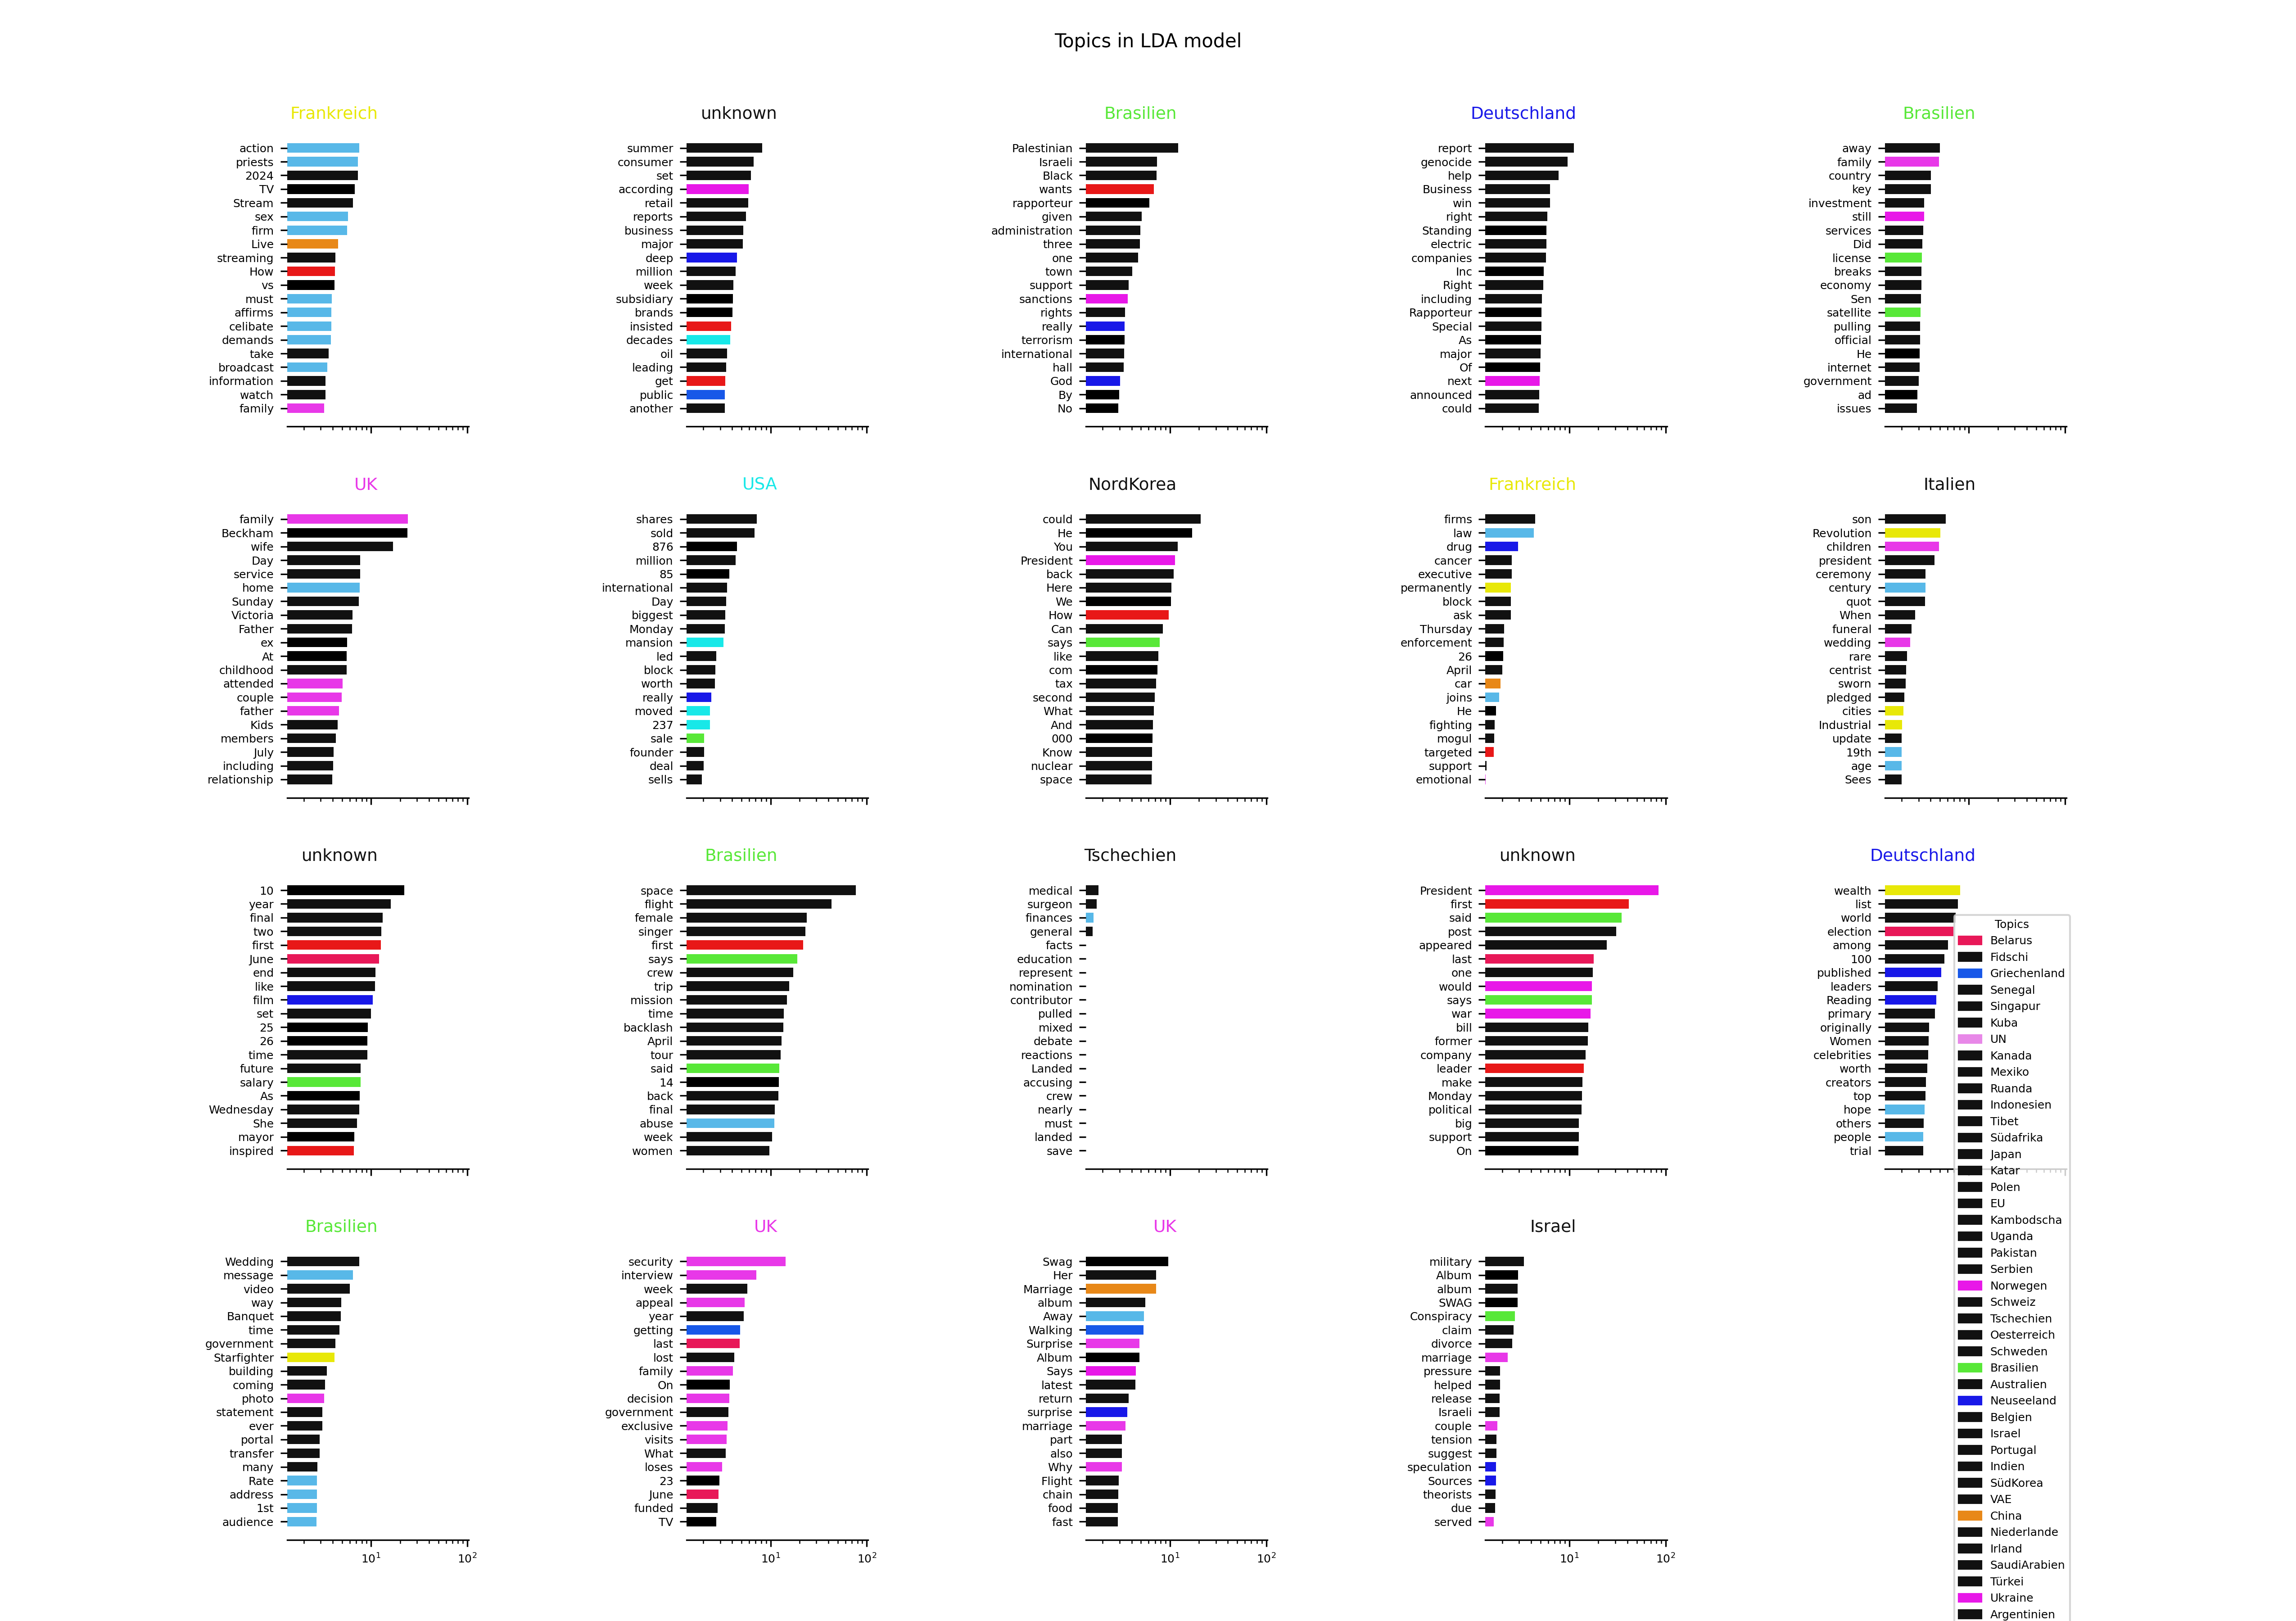 Topics in LDA model
Frankreich
action
priests
2024
TV
Stream
sex
firm
Live
streaming
How
vs
must
affirms
celibate
demands
take
broadcast
information
watch
family
unknown
summer
consumer
set
according
retail
reports
business
major
deep
million
week
subsidiary
brands
insisted
decades
oil
leading
get
public
another
Brasilien
Palestinian
Israeli
Black
wants
rapporteur
given
administration
three
one
town
support
sanctions
rights
really
terrorism
international
hall
God
By
No
Deutschland
report
genocide
help
Business
win
right
Standing
electric
companies
Inc
Right
including
Rapporteur
Special
As
major
Of
next
announced
could
Brasilien
away
family
country
key
investment
still
services
Did
license
breaks
economy
Sen
satellite
pulling
official
He
internet
government
ad
issues
UK
family
Beckham
wife
Day
service
home
Sunday
Victoria
Father
ex
At
childhood
attended
couple
father
Kids
members
July
including
relationship
USA
shares
sold
876
million
85
international
Day
biggest
Monday
mansion
led
block
worth
really
moved
237
sale
founder
deal
sells
NordKorea
could
He
You
President
back
Here
We
How
Can
says
like
com
tax
second
What
And
000
Know
nuclear
space
Frankreich
firms
law
drug
cancer
executive
permanently
block
ask
Thursday
enforcement
26
April
car
joins
He
fighting
mogul
targeted
support
emotional
Italien
son
Revolution
children
president
ceremony
century
quot
When
funeral
wedding
rare
centrist
sworn
pledged
cities
Industrial
update
19th
age
Sees
unknown
10
year
final
two
first
June
end
like
film
set
25
26
time
future
salary
As
Wednesday
She
mayor
inspired
Brasilien
space
flight
female
singer
first
says
crew
trip
mission
time
backlash
April
tour
said
14
back
final
abuse
week
women
Tschechien
medical
surgeon
finances
general
facts
education
represent
nomination
contributor
pulled
mixed
debate
reactions
Landed
accusing
crew
nearly
must
landed
save
unknown
President
first
said
post
appeared
last
one
would
says
war
bill
former
company
leader
make
Monday
political
big
support
On
Deutschland
wealth
list
world
election
among
100
published
leaders
Reading
primary
originally
Women
celebrities
worth
creators
top
hope
others
people
trial
Brasilien
Wedding
message
video
way
Banquet
time
government
Starfighter
building
coming
photo
statement
ever
portal
transfer
many
Rate
address
1st
audience
10¹ 10²
UK
security
interview
week
appeal
year
getting
last
lost
family
On
decision
government
exclusive
visits
What
loses
23
June
funded
TV
10¹ 10²
UK
Swag
Her
Marriage
album
Away
Walking
Surprise
Album
Says
latest
return
surprise
marriage
part
also
Why
Flight
chain
food
fast
10¹ 10²
Israel
military
Album
album
SWAG
Conspiracy
claim
divorce
marriage
pressure
helped
release
Israeli
couple
tension
suggest
speculation
Sources
theorists
due
served
10¹ 10²
Topics
Belarus
Fidschi
Griechenland
Senegal
Singapur
Kuba
UN
Kanada
Mexiko
Ruanda
Indonesien
Tibet
Südafrika
Japan
Katar
Polen
EU
Kambodscha
Uganda
Pakistan
Serbien
Norwegen
Schweiz
Tschechien
Oesterreich
Schweden
Brasilien
Australien
Neuseeland
Belgien
Israel
Portugal
Indien
SüdKorea
VAE
China
Niederlande
Irland
SaudiArabien
Türkei
Ukraine
Argentinien